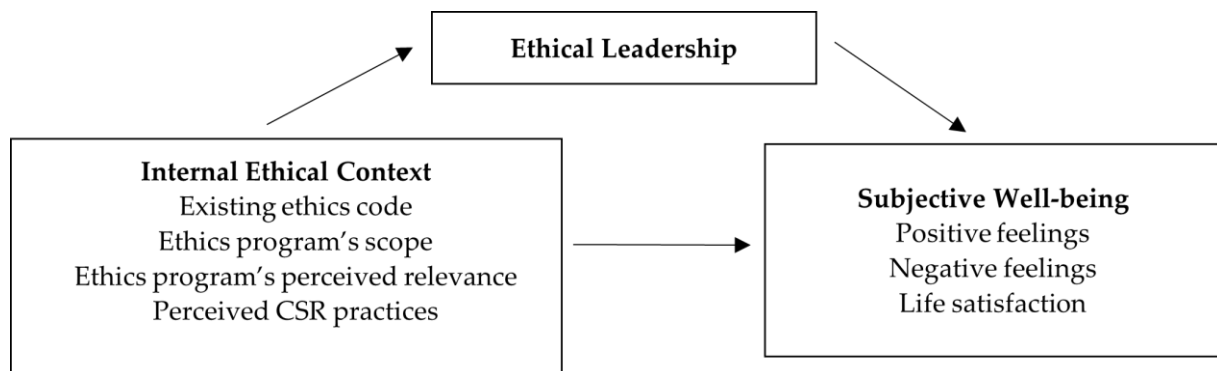 Ethical Leadership
Internal Ethical Context
Existing ethics code
Ethics program’s scope
Ethics program’s perceived relevance
Perceived CSR practices
Subjective Well-being
Positive feelings
Negative feelings
Life satisfaction